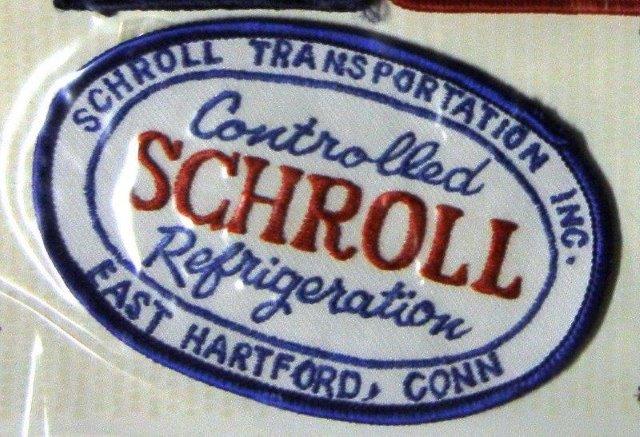 SCHROLL TRANSPORTATION INC.
Controlled
SCHROLL
Refrigeration
EAST HARTFORD, CONN